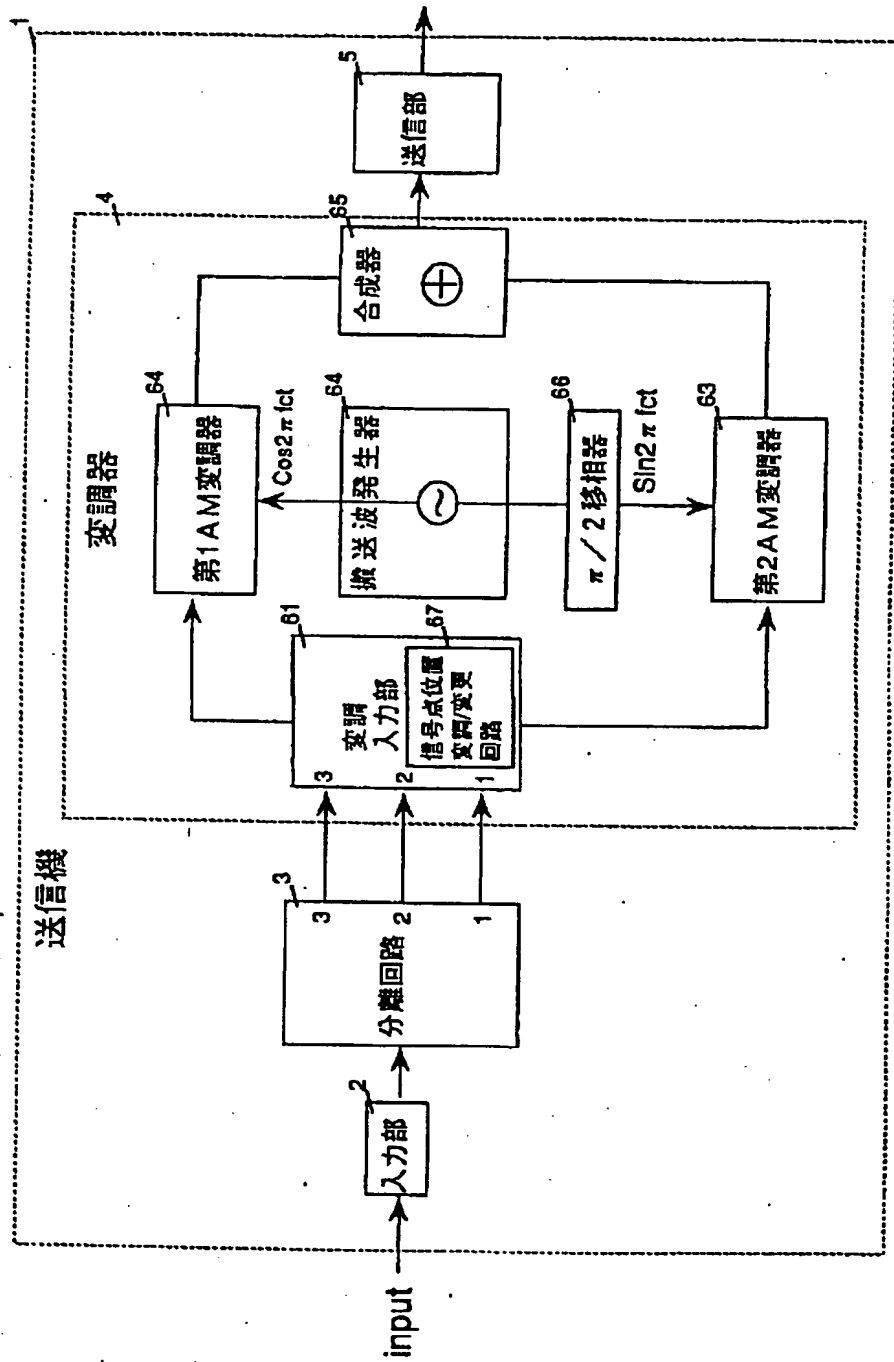 1
送信機
変調器
4
input
2
入力部
3
分離回路
3
2
1
61
変調
入力部
3
2
1
67
信号点位置
変調/変更
回路
64
第1AM変調器
Cos2πfct
64
搬送波発生器
66
π/2移相器
Sin2πfct
63
第2AM変調器
65
合成器
5
送信部